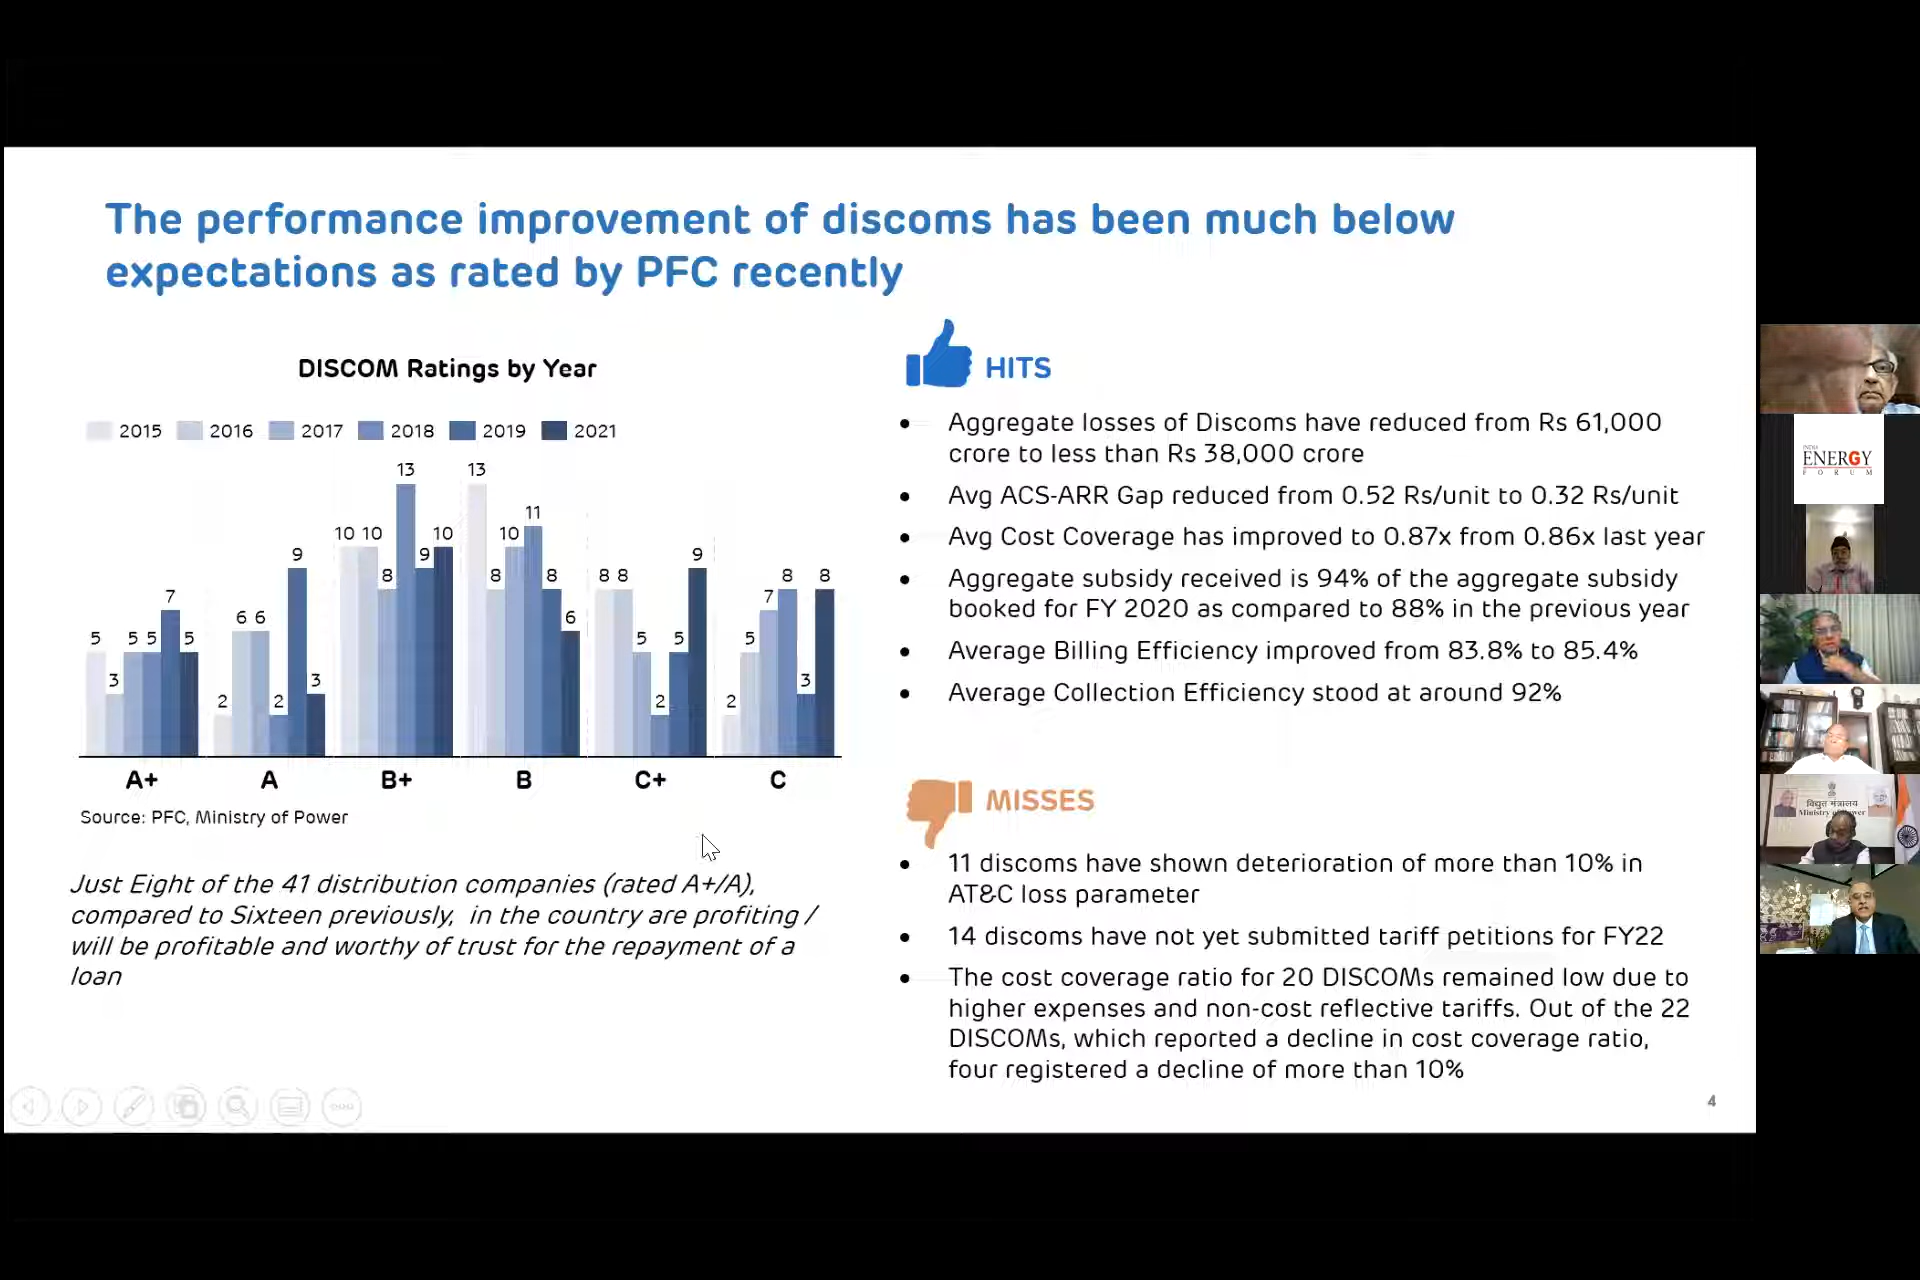 The performance improvement of discoms has been much below
expectations as rated by PFC recently
DISCOM Ratings by Year
2015 2016 2017 2018 2019 2021
5 3 5 5 7 5
2 6 6 2 9 3
10 10 8 13 9 10
13 8 10 11 8 6
8 8 5 2 5 9
2 5 7 8 3 8
A+ A B+ B C+ C
Source: PFC, Ministry of Power
Just Eight of the 41 distribution companies (rated A+/A),
compared to Sixteen previously, in the country are profiting /
will be profitable and worthy of trust for the repayment of a
loan
HITS
• Aggregate losses of Discoms have reduced from Rs 61,000
crore to less than Rs 38,000 crore
• Avg ACS-ARR Gap reduced from 0.52 Rs/unit to 0.32 Rs/unit
• Avg Cost Coverage has improved to 0.87x from 0.86x last year
• Aggregate subsidy received is 94% of the aggregate subsidy
booked for FY 2020 as compared to 88% in the previous year
• Average Billing Efficiency improved from 83.8% to 85.4%
• Average Collection Efficiency stood at around 92%
MISSES
• 11 discoms have shown deterioration of more than 10% in
AT&C loss parameter
• 14 discoms have not yet submitted tariff petitions for FY22
• The cost coverage ratio for 20 DISCOMs remained low due to
higher expenses and non-cost reflective tariffs. Out of the 22
DISCOMs, which reported a decline in cost coverage ratio,
four registered a decline of more than 10%
4
INDIA
ENERGY
FORUM
विद्युत मंत्रालय
Ministry of Power